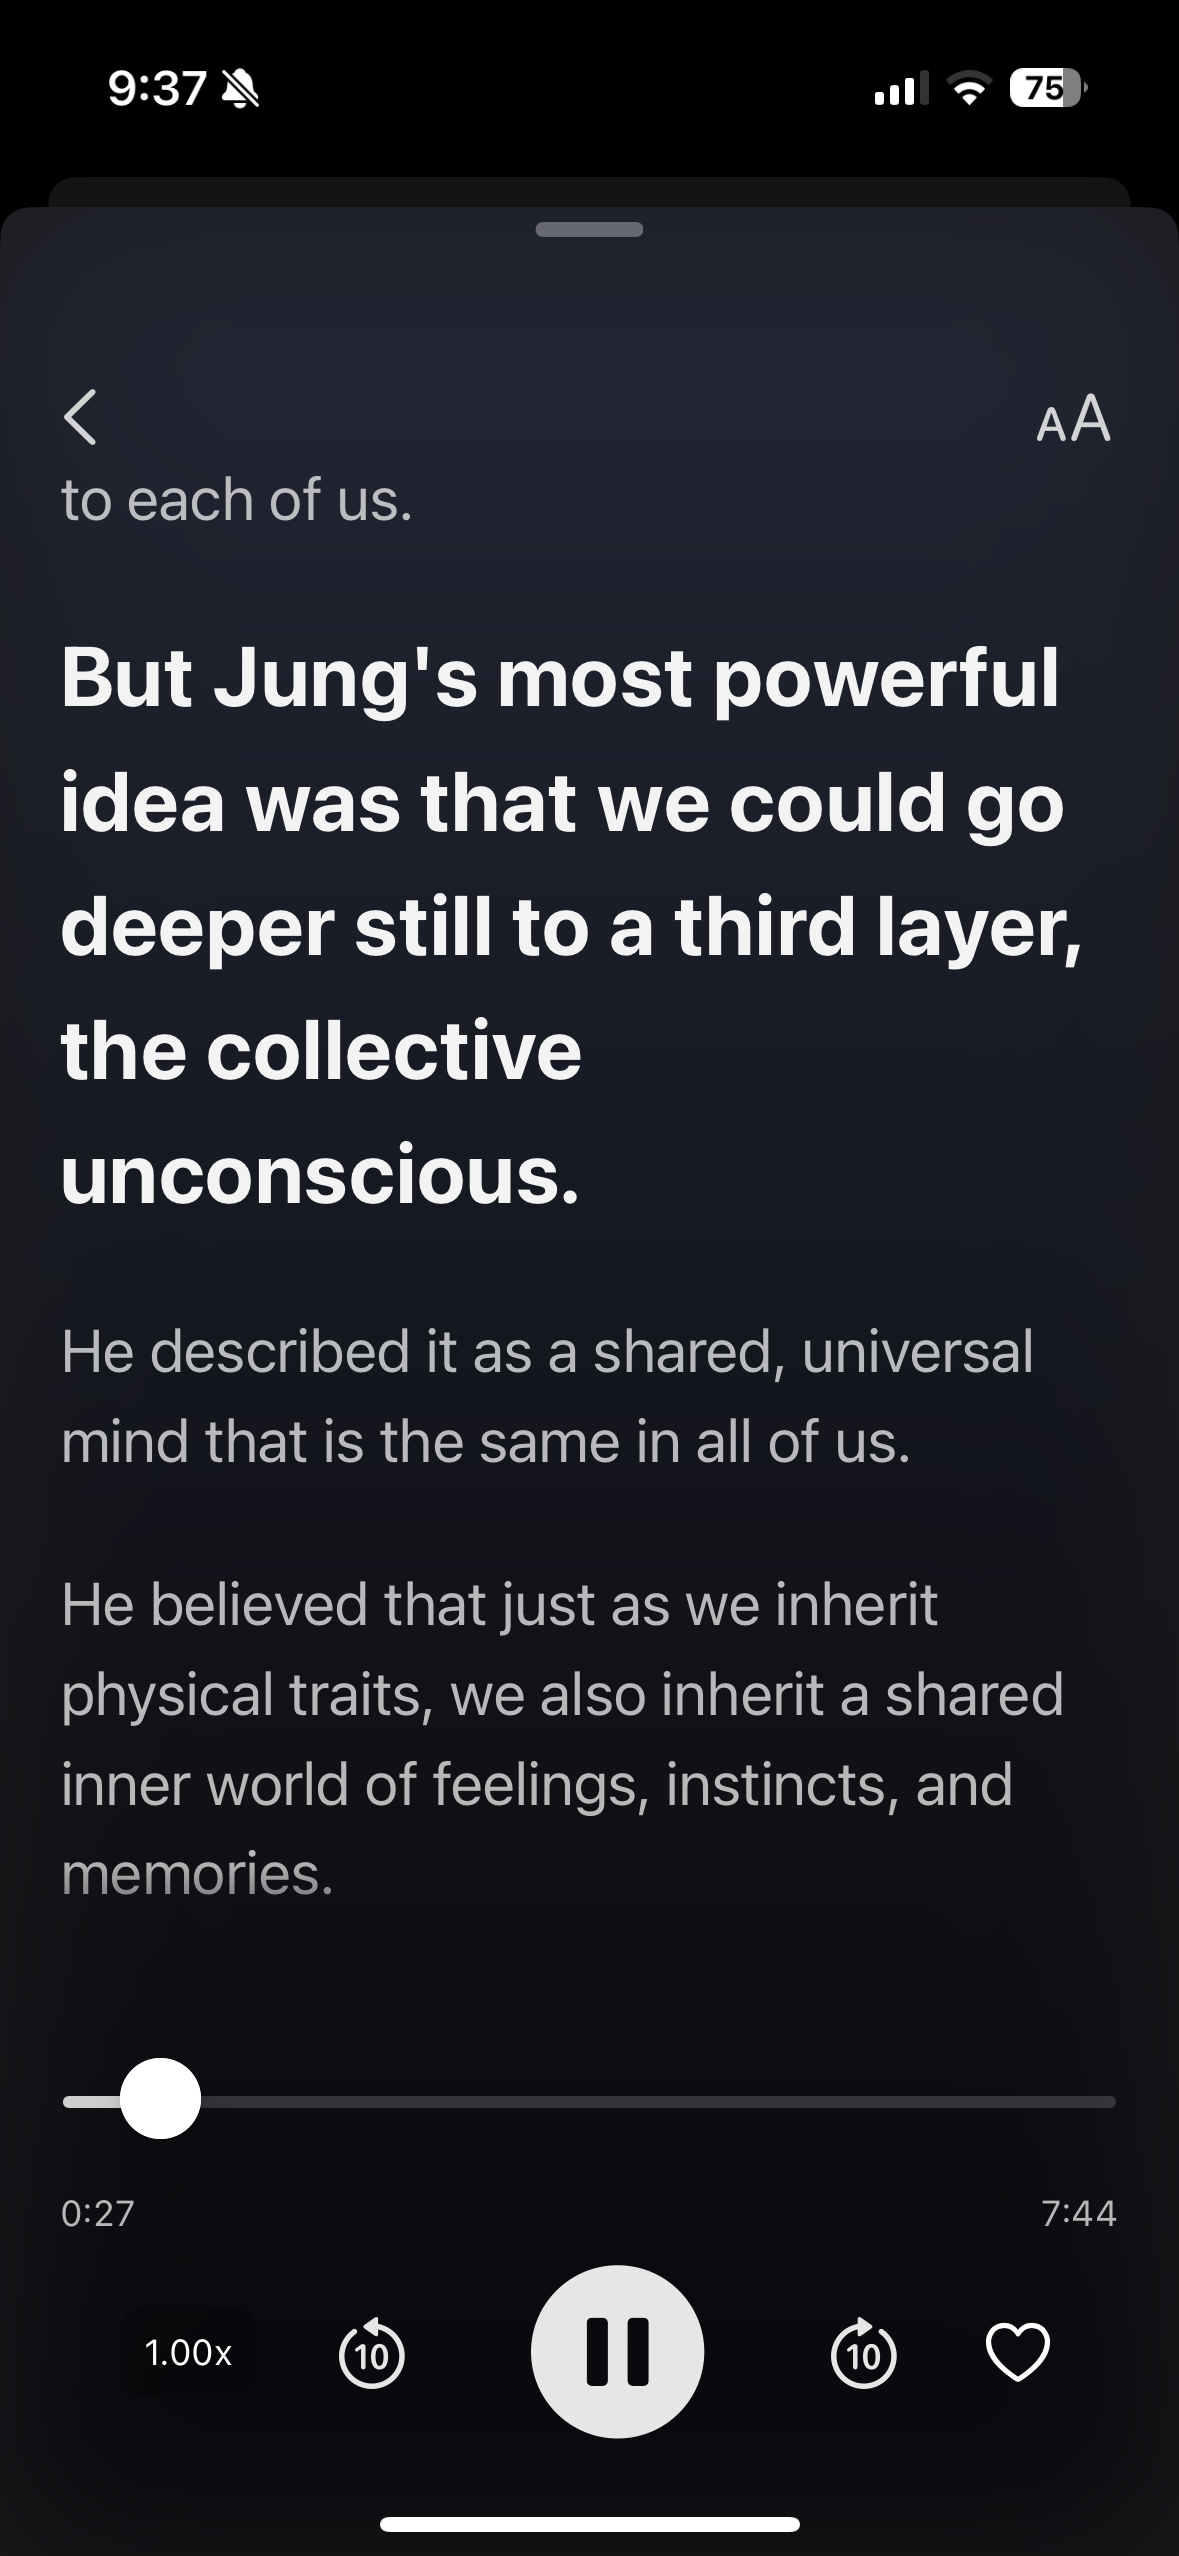 9:37
75
AA
to each of us.
But Jung's most powerful
idea was that we could go
deeper still to a third layer,
the collective
unconscious.
He described it as a shared, universal
mind that is the same in all of us.
He believed that just as we inherit
physical traits, we also inherit a shared
inner world of feelings, instincts, and
memories.
0:27 7:44
1.00x 10 10